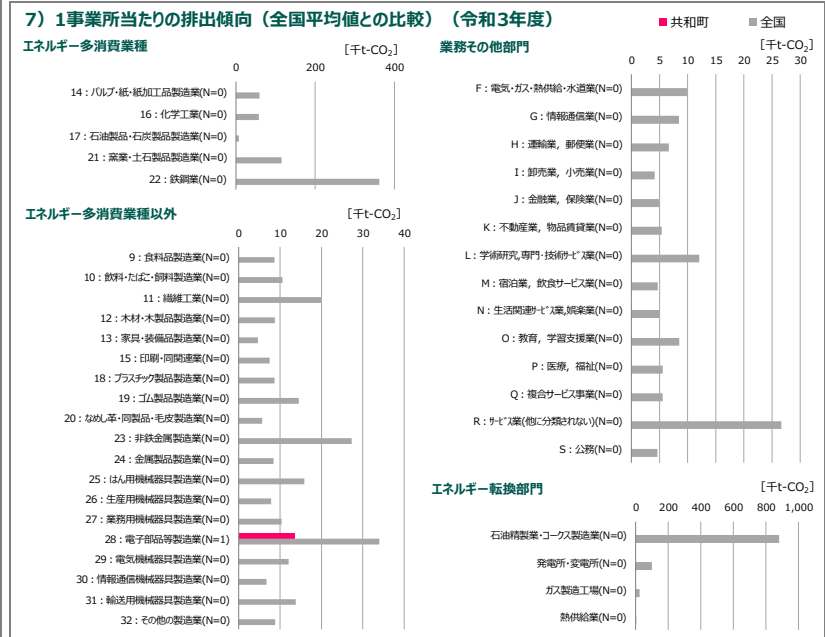 7）1事業所当たりの排出傾向（全国平均値との比較）（令和3年度）
■共和町 ■全国
エネルギー多消費業種
[千t-CO₂]
0 200 400
14：パルプ・紙・紙加工品製造業(N=0)
16：化学工業(N=0)
17：石油製品・石炭製品製造業(N=0)
21：窯業・土石製品製造業(N=0)
22：鉄鋼業(N=0)
エネルギー多消費業種以外
[千t-CO₂]
0 10 20 30 40
9：食料品製造業(N=0)
10：飲料・たばこ・飼料製造業(N=0)
11：繊維工業(N=0)
12：木材・木製品製造業(N=0)
13：家具・装備品製造業(N=0)
15：印刷・同関連業(N=0)
18：プラスチック製品製造業(N=0)
19：ゴム製品製造業(N=0)
20：なめし革・同製品・毛皮製造業(N=0)
23：非鉄金属製造業(N=0)
24：金属製品製造業(N=0)
25：はん用機械器具製造業(N=0)
26：生産用機械器具製造業(N=0)
27：業務用機械器具製造業(N=0)
28：電子部品等製造業(N=1)
29：電気機械器具製造業(N=0)
30：情報通信機械器具製造業(N=0)
31：輸送用機械器具製造業(N=0)
32：その他の製造業(N=0)
業務その他部門
[千t-CO₂]
0 5 10 15 20 25 30
F：電気・ガス・熱供給・水道業(N=0)
G：情報通信業(N=0)
H：運輸業，郵便業(N=0)
I：卸売業，小売業(N=0)
J：金融業，保険業(N=0)
K：不動産業，物品賃貸業(N=0)
L：学術研究,専門・技術サービス業(N=0)
M：宿泊業，飲食サービス業(N=0)
N：生活関連サービス業,娯楽業(N=0)
O：教育，学習支援業(N=0)
P：医療，福祉(N=0)
Q：複合サービス事業(N=0)
R：サービス業(他に分類されない)(N=0)
S：公務(N=0)
エネルギー転換部門
[千t-CO₂]
0 200 400 600 800 1,000
石油精製業・コークス製造業(N=0)
発電所・変電所(N=0)
ガス製造工場(N=0)
熱供給業(N=0)